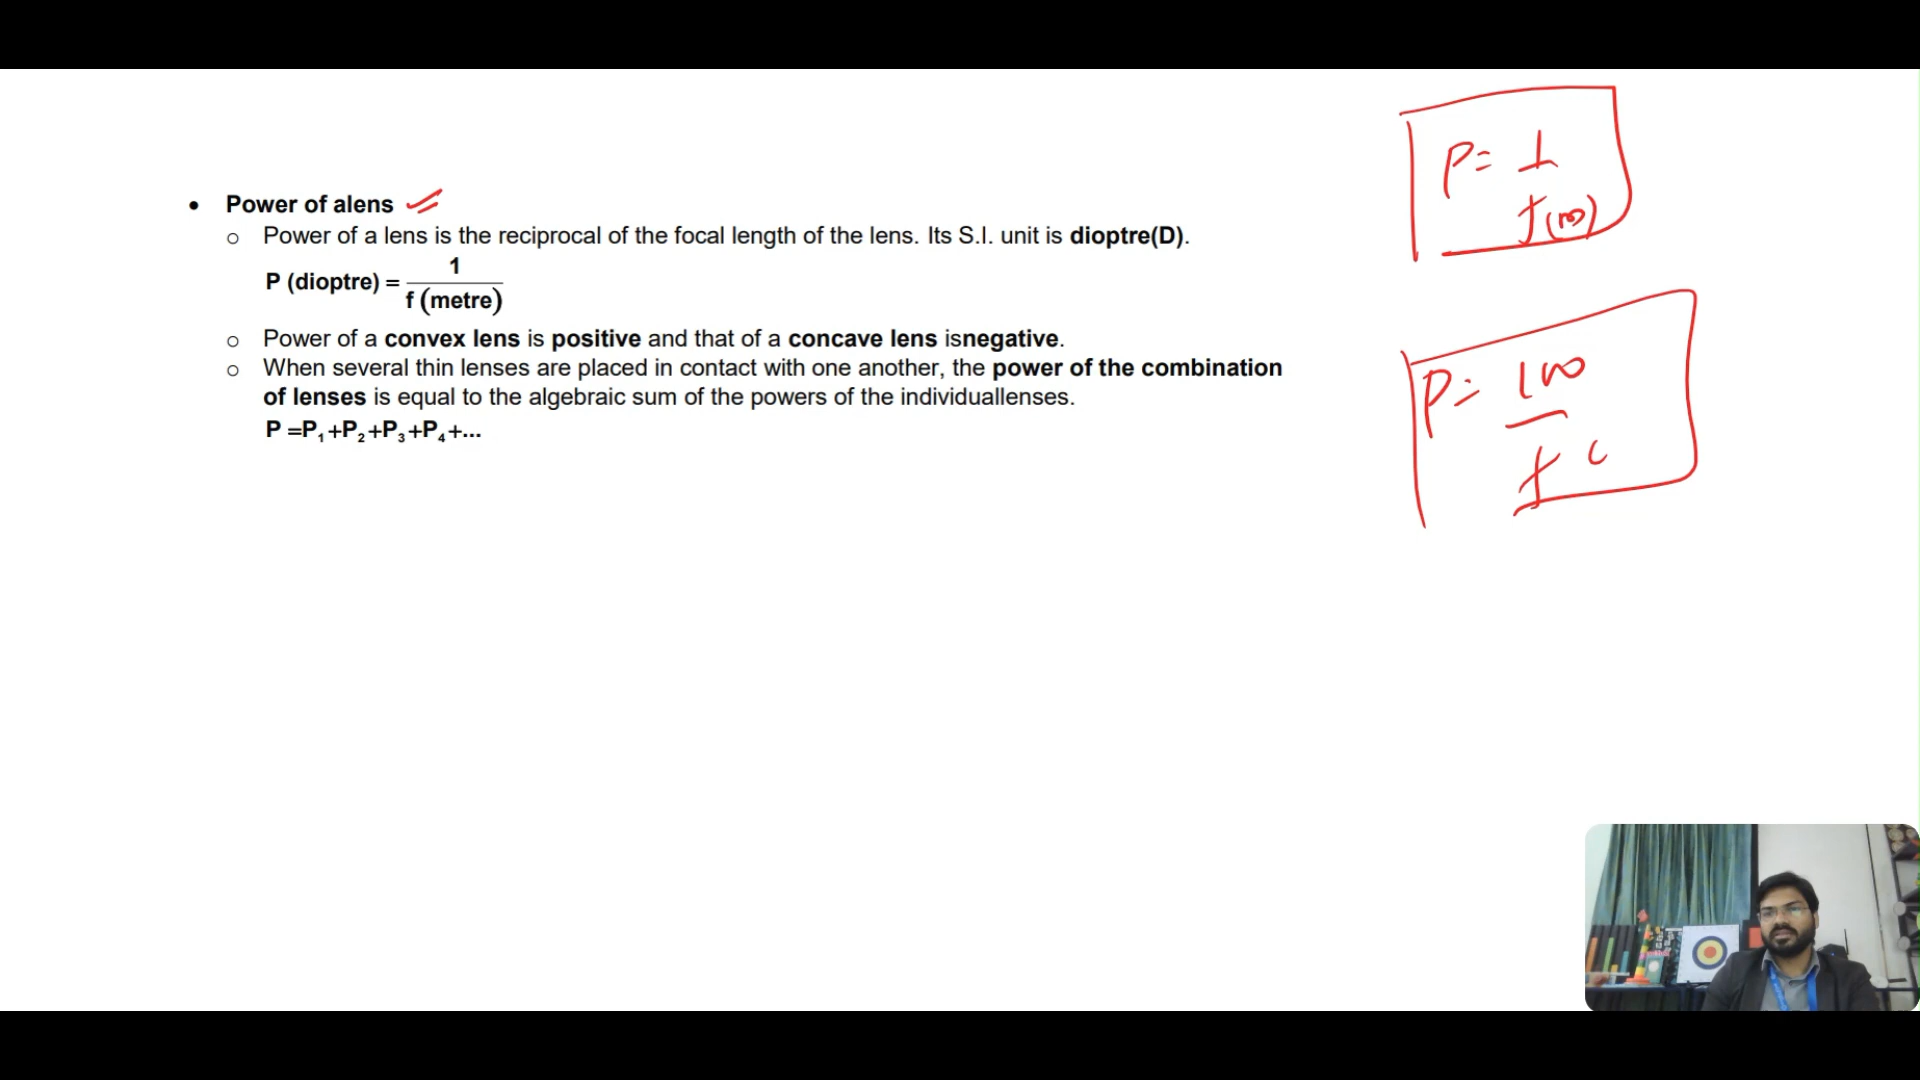 • Power of alens
o Power of a lens is the reciprocal of the focal length of the lens. Its S.I. unit is dioptre(D).
P (dioptre) = 1
f (metre)
o Power of a convex lens is positive and that of a concave lens isnegative.
o When several thin lenses are placed in contact with one another, the power of the combination
of lenses is equal to the algebraic sum of the powers of the individuallenses.
P =P₁+P₂+P₃+P₄+...
P= 1
f(m)
P= 100
f c